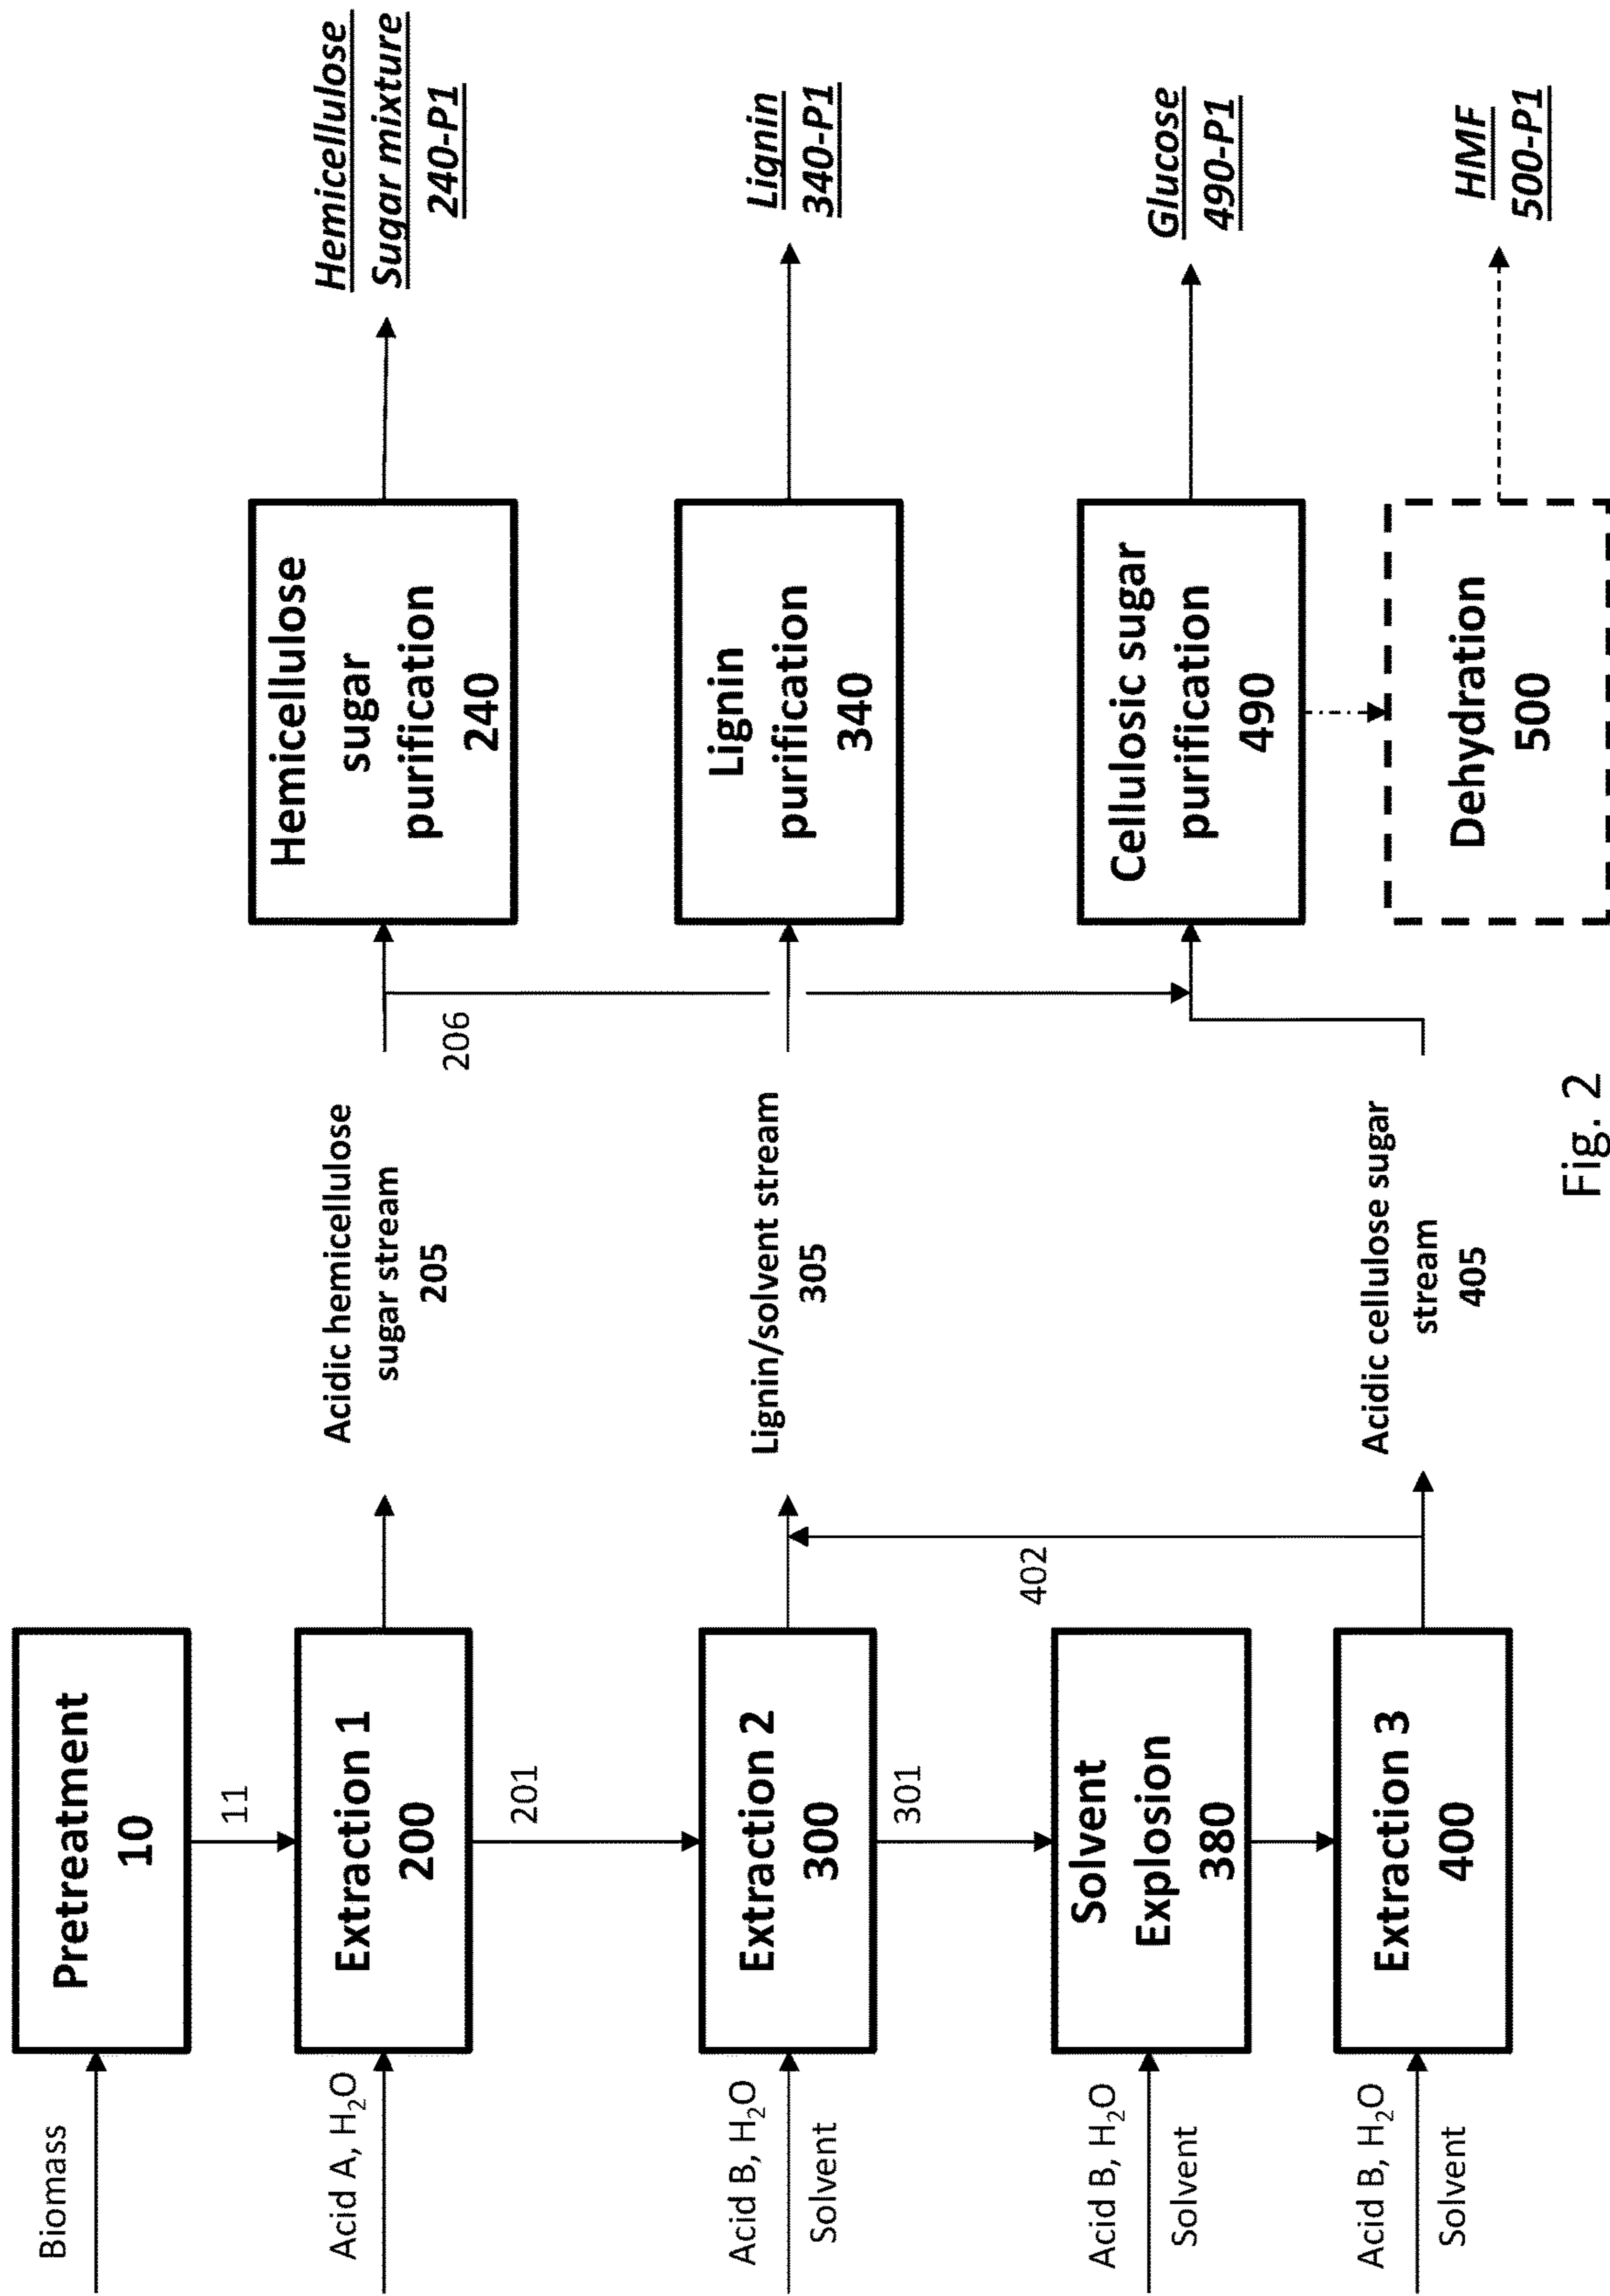 Biomass
Pretreatment
10
11
Acid A, H₂O
Extraction 1
200
Acidic hemicellulose
sugar stream
205
206
Hemicellulose
sugar
purification
240
Hemicellulose
Sugar mixture
240-P1
201
Acid B, H₂O
Solvent
Extraction 2
300
Lignin/solvent stream
305
Lignin
purification
340
Lignin
340-P1
301
402
Acid B, H₂O
Solvent
Solvent
Explosion
380
Cellulosic sugar
purification
490
Glucose
490-P1
Acid B, H₂O
Solvent
Extraction 3
400
Acidic cellulose sugar
stream
405
Dehydration
500
HMF
500-P1
Fig. 2